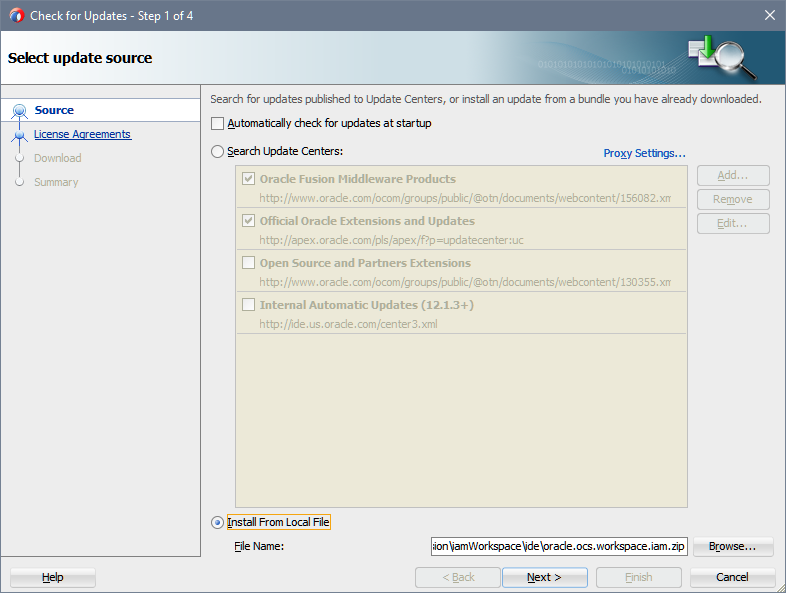 Check for Updates - Step 1 of 4
Select update source
Source
License Agreements
Download
Summary
Search for updates published to Update Centers, or install an update from a bundle you have already downloaded.
Automatically check for updates at startup
Search Update Centers:
Proxy Settings...
Oracle Fusion Middleware Products
http://www.oracle.com/ocom/groups/public/@otn/documents/webcontent/156082.xm
Official Oracle Extensions and Updates
http://apex.oracle.com/pls/apex/f?p=updatecenter:uc
Open Source and Partners Extensions
http://www.oracle.com/ocom/groups/public/@otn/documents/webcontent/130355.xm
Internal Automatic Updates (12.1.3+)
http://ide.us.oracle.com/center3.xml
Add...
Remove
Edit...
Install From Local File
File Name:
sion\iamWorkspace\ide\oracle.ocs.workspace.iam.zip
Browse...
Help
< Back
Next >
Finish
Cancel